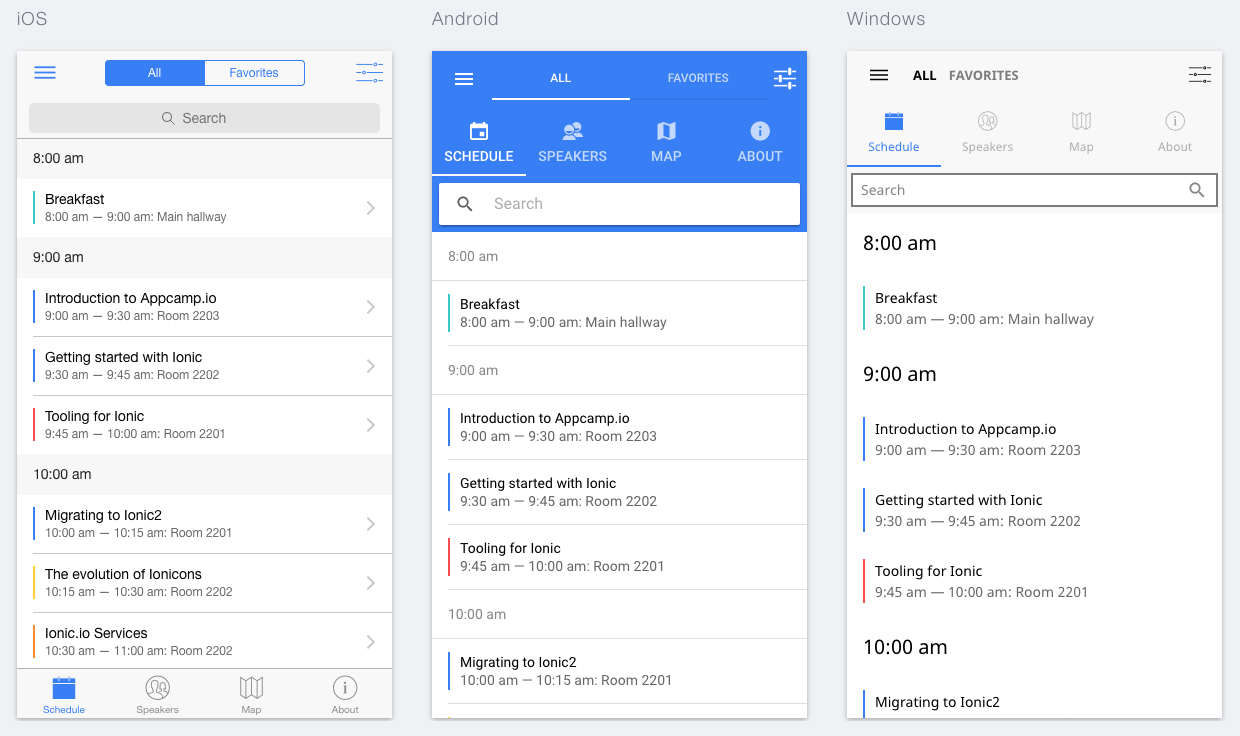 iOS
All
Favorites
Search
8:00 am
Breakfast
8:00 am — 9:00 am: Main hallway
9:00 am
Introduction to Appcamp.io
9:00 am — 9:30 am: Room 2203
Getting started with Ionic
9:30 am — 9:45 am: Room 2202
Tooling for Ionic
9:45 am — 10:00 am: Room 2201
10:00 am
Migrating to Ionic2
10:00 am — 10:15 am: Room 2201
The evolution of Ionicons
10:15 am — 10:30 am: Room 2202
Ionic.io Services
10:30 am — 11:00 am: Room 2202
Schedule
Speakers
Map
About
Android
ALL
FAVORITES
SCHEDULE
SPEAKERS
MAP
ABOUT
Search
8:00 am
Breakfast
8:00 am — 9:00 am: Main hallway
9:00 am
Introduction to Appcamp.io
9:00 am — 9:30 am: Room 2203
Getting started with Ionic
9:30 am — 9:45 am: Room 2202
Tooling for Ionic
9:45 am — 10:00 am: Room 2201
10:00 am
Migrating to Ionic2
10:00 am — 10:15 am: Room 2201
Windows
ALL FAVORITES
Schedule
Speakers
Map
About
Search
8:00 am
Breakfast
8:00 am — 9:00 am: Main hallway
9:00 am
Introduction to Appcamp.io
9:00 am — 9:30 am: Room 2203
Getting started with Ionic
9:30 am — 9:45 am: Room 2202
Tooling for Ionic
9:45 am — 10:00 am: Room 2201
10:00 am
Migrating to Ionic2